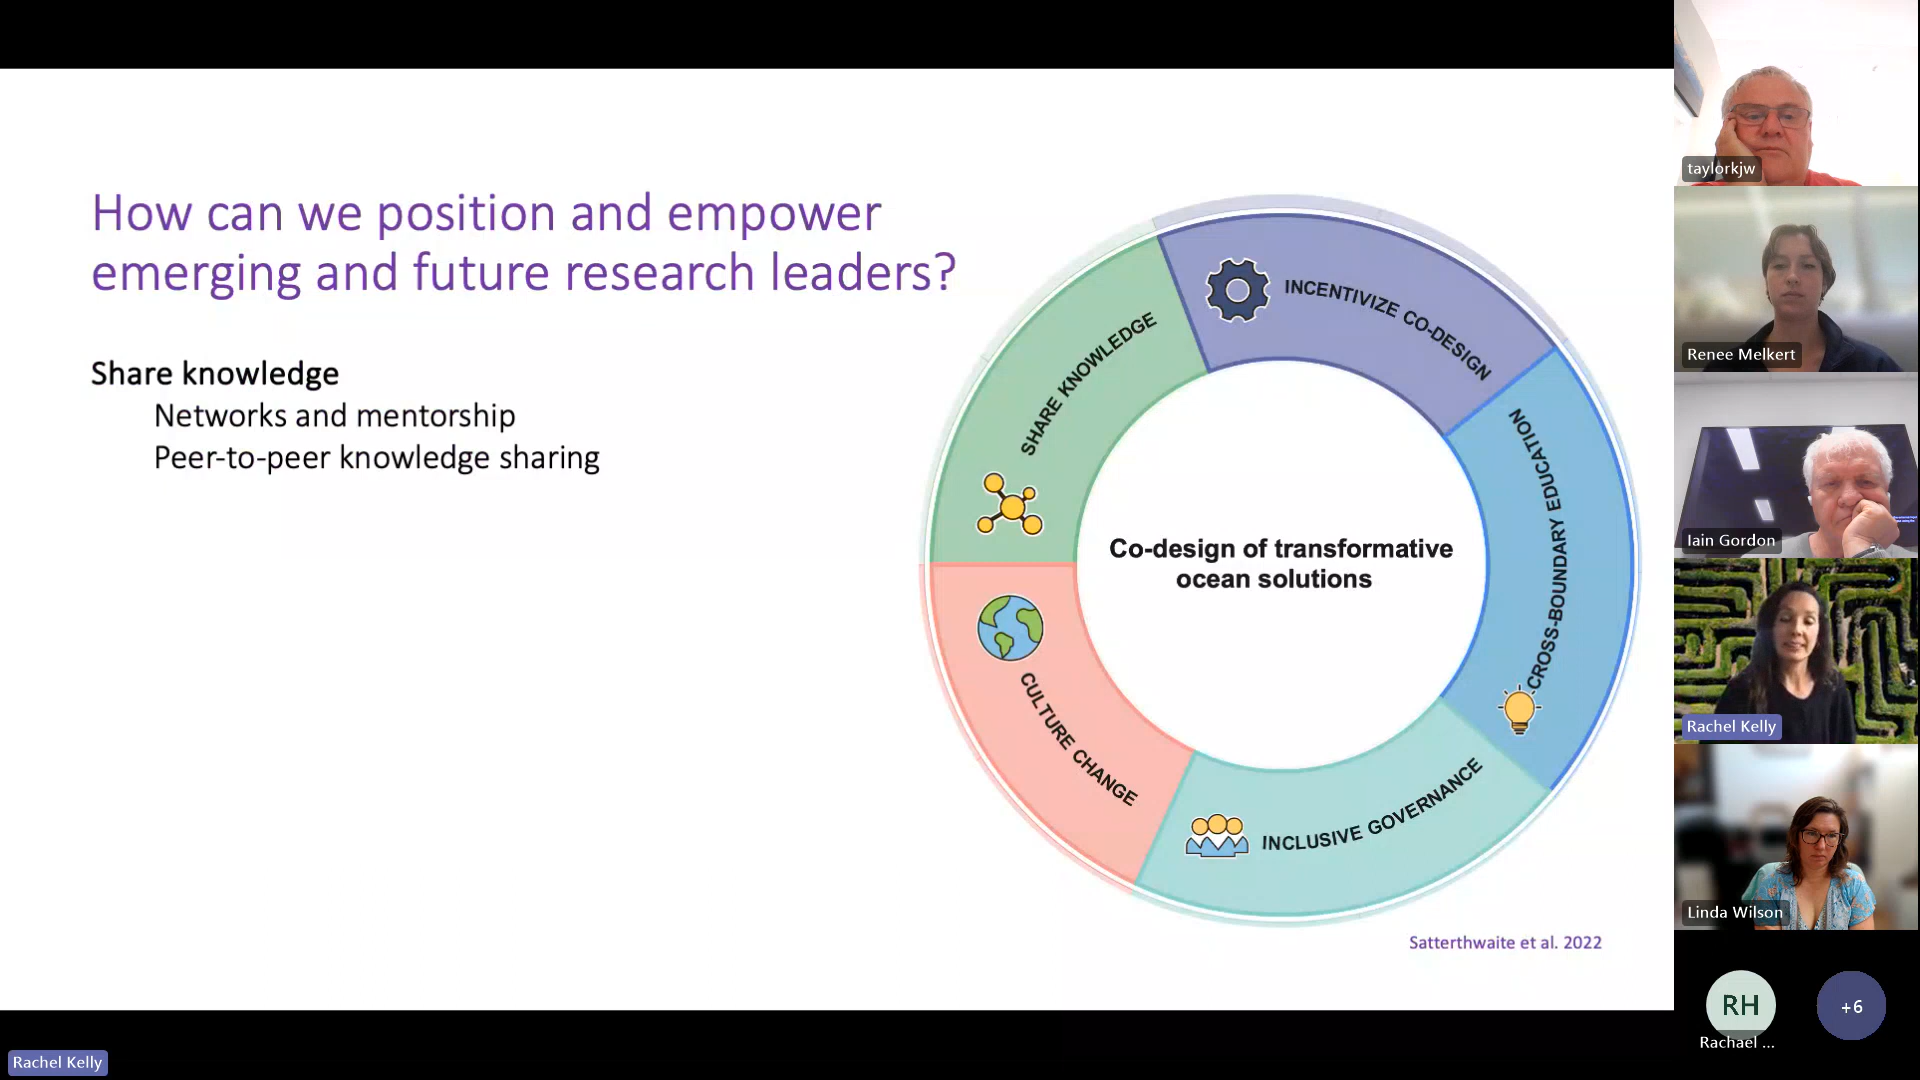 How can we position and empower
emerging and future research leaders?
Share knowledge
Networks and mentorship
Peer-to-peer knowledge sharing
INCENTIVIZE CO-DESIGN
CROSS-BOUNDARY EDUCATION
INCLUSIVE GOVERNANCE
CULTURE CHANGE
SHARE KNOWLEDGE
Co-design of transformative
ocean solutions
Satterthwaite et al. 2022
taylorkjw
Renee Melkert
Iain Gordon
Rachel Kelly
Linda Wilson
RH
Rachael ...
+6
Rachel Kelly